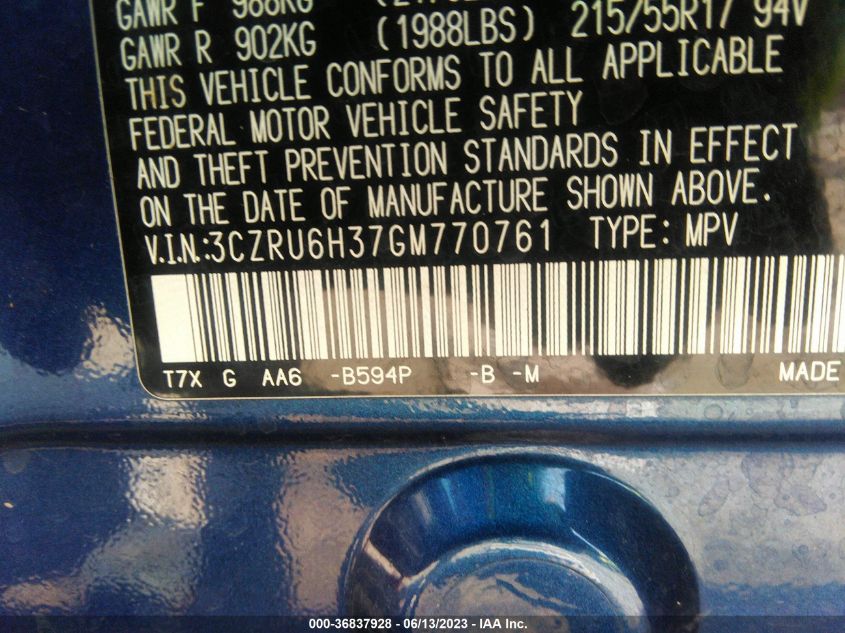 GAWR F 988KG
GAWR R 902KG (1988LBS) 215/55R17 94V
THIS VEHICLE CONFORMS TO ALL APPLICABLE
FEDERAL MOTOR VEHICLE SAFETY
AND THEFT PREVENTION STANDARDS IN EFFECT
ON THE DATE OF MANUFACTURE SHOWN ABOVE.
V.I.N.:3CZRU6H37GM770761 TYPE: MPV
T7X G AA6 -B594P -B -M MADE
000-36837928 - 06/13/2023 - IAA Inc.